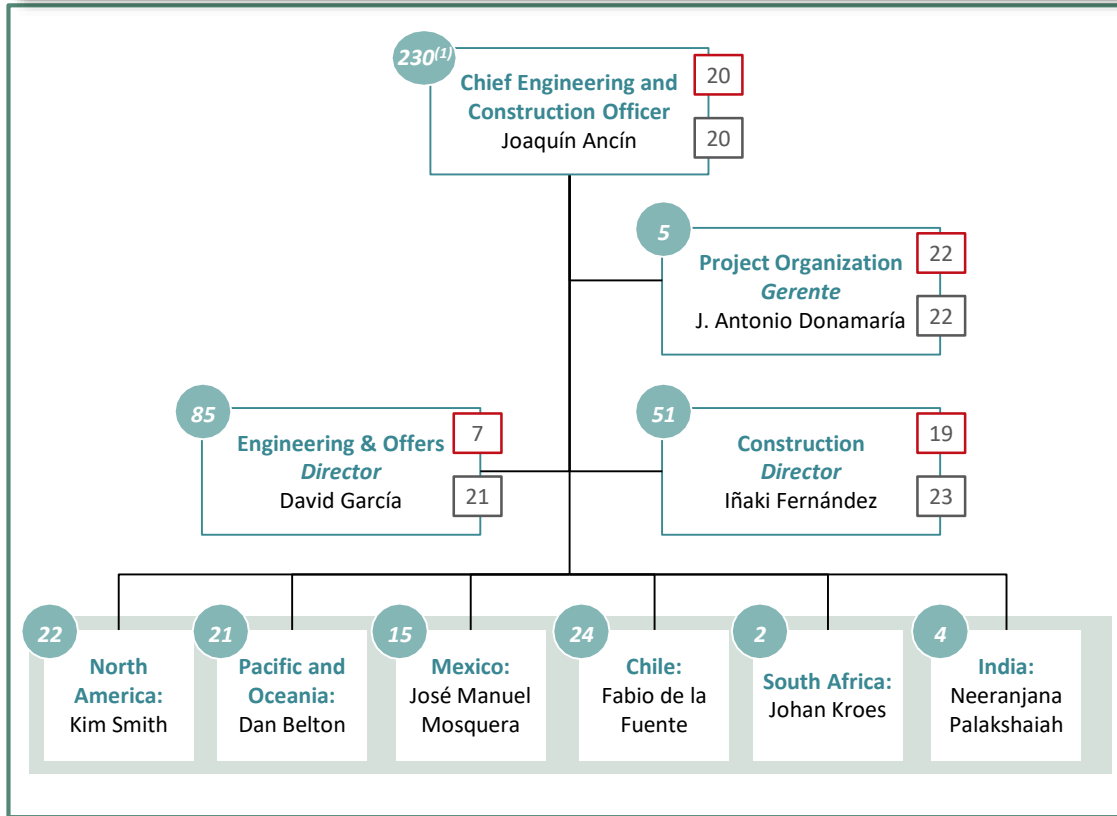 230(1)
Chief Engineering and
Construction Officer
Joaquín Ancín
20
20
5
Project Organization
Gerente
J. Antonio Donamaría
22
22
85
Engineering & Offers
Director
David García
7
21
51
Construction
Director
Iñaki Fernández
19
23
22
North
America:
Kim Smith
21
Pacific and
Oceania:
Dan Belton
15
Mexico:
José Manuel
Mosquera
24
Chile:
Fabio de la
Fuente
2
South Africa:
Johan Kroes
4
India:
Neeranjana
Palakshaiah